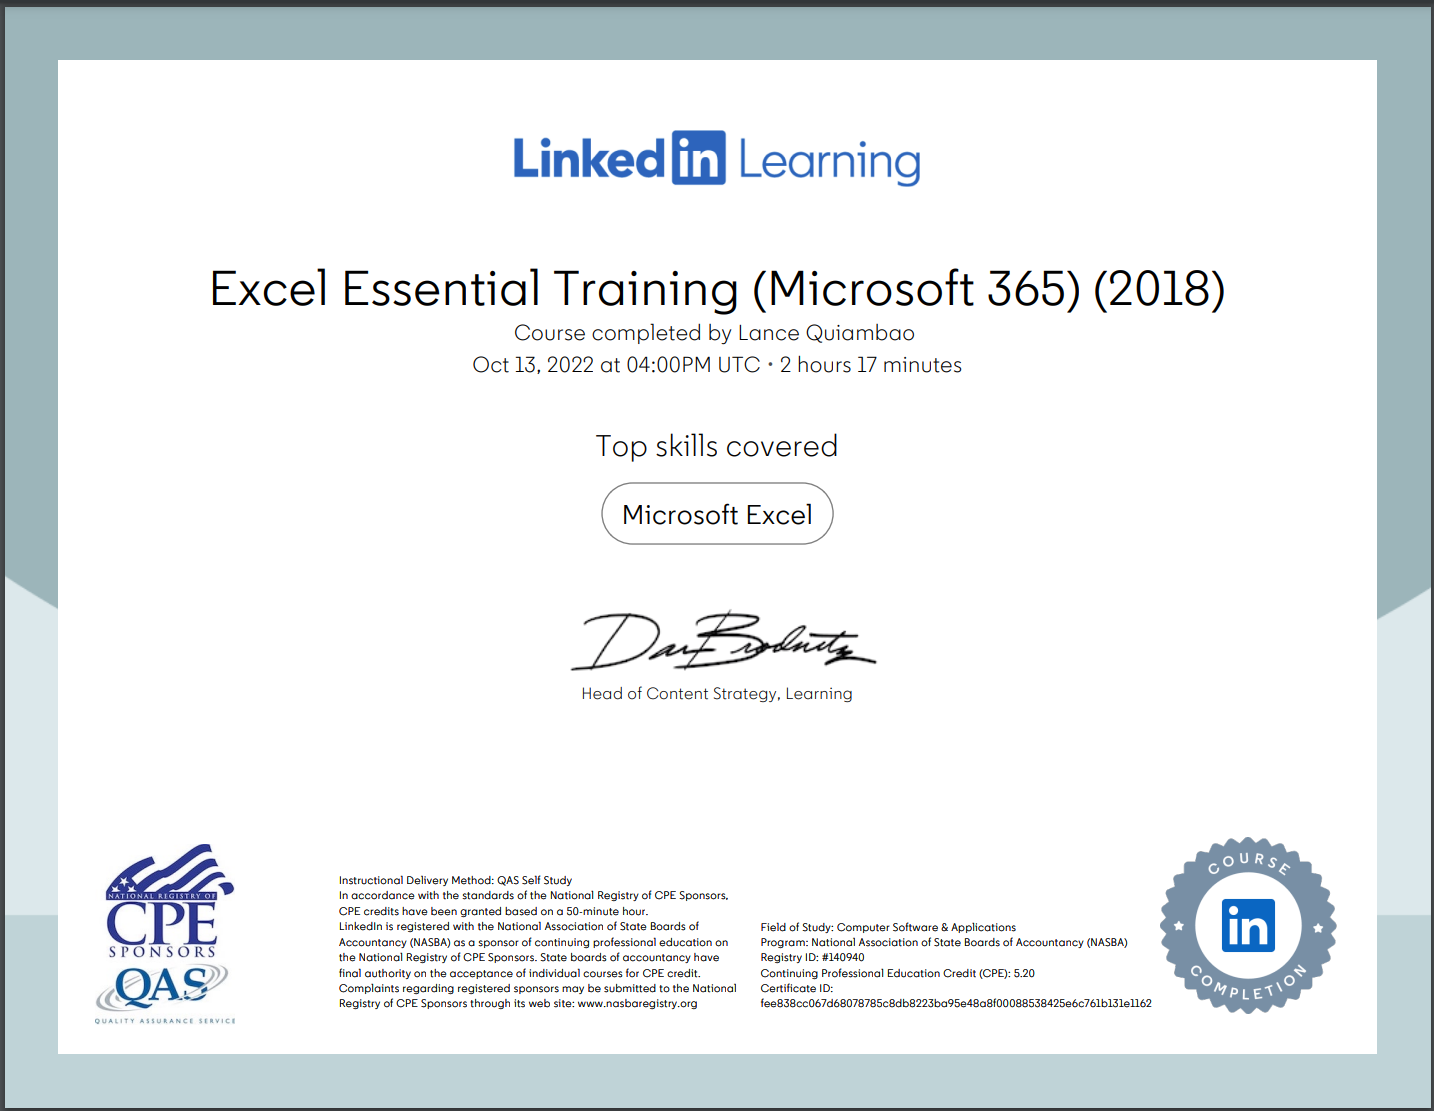 Linked in Learning
Excel Essential Training (Microsoft 365) (2018)
Course completed by Lance Quiambao
Oct 13, 2022 at 04:00PM UTC • 2 hours 17 minutes
Top skills covered
Microsoft Excel
Dan Brodnitz
Head of Content Strategy, Learning
NATIONAL REGISTRY OF
CPE
SPONSORS
QAS
QUALITY ASSURANCE SERVICE
Instructional Delivery Method: QAS Self Study
In accordance with the standards of the National Registry of CPE Sponsors,
CPE credits have been granted based on a 50-minute hour.
LinkedIn is registered with the National Association of State Boards of
Accountancy (NASBA) as a sponsor of continuing professional education on
the National Registry of CPE Sponsors. State boards of accountancy have
final authority on the acceptance of individual courses for CPE credit.
Complaints regarding registered sponsors may be submitted to the National
Registry of CPE Sponsors through its web site: www.nasbaregistry.org
Field of Study: Computer Software & Applications
Program: National Association of State Boards of Accountancy (NASBA)
Registry ID: #140940
Continuing Professional Education Credit (CPE): 5.20
Certificate ID:
fee838cc067d68078785c8db8223ba95e48a8f00088538425e6c761b131e1162
COURSE
in
COMPLETION